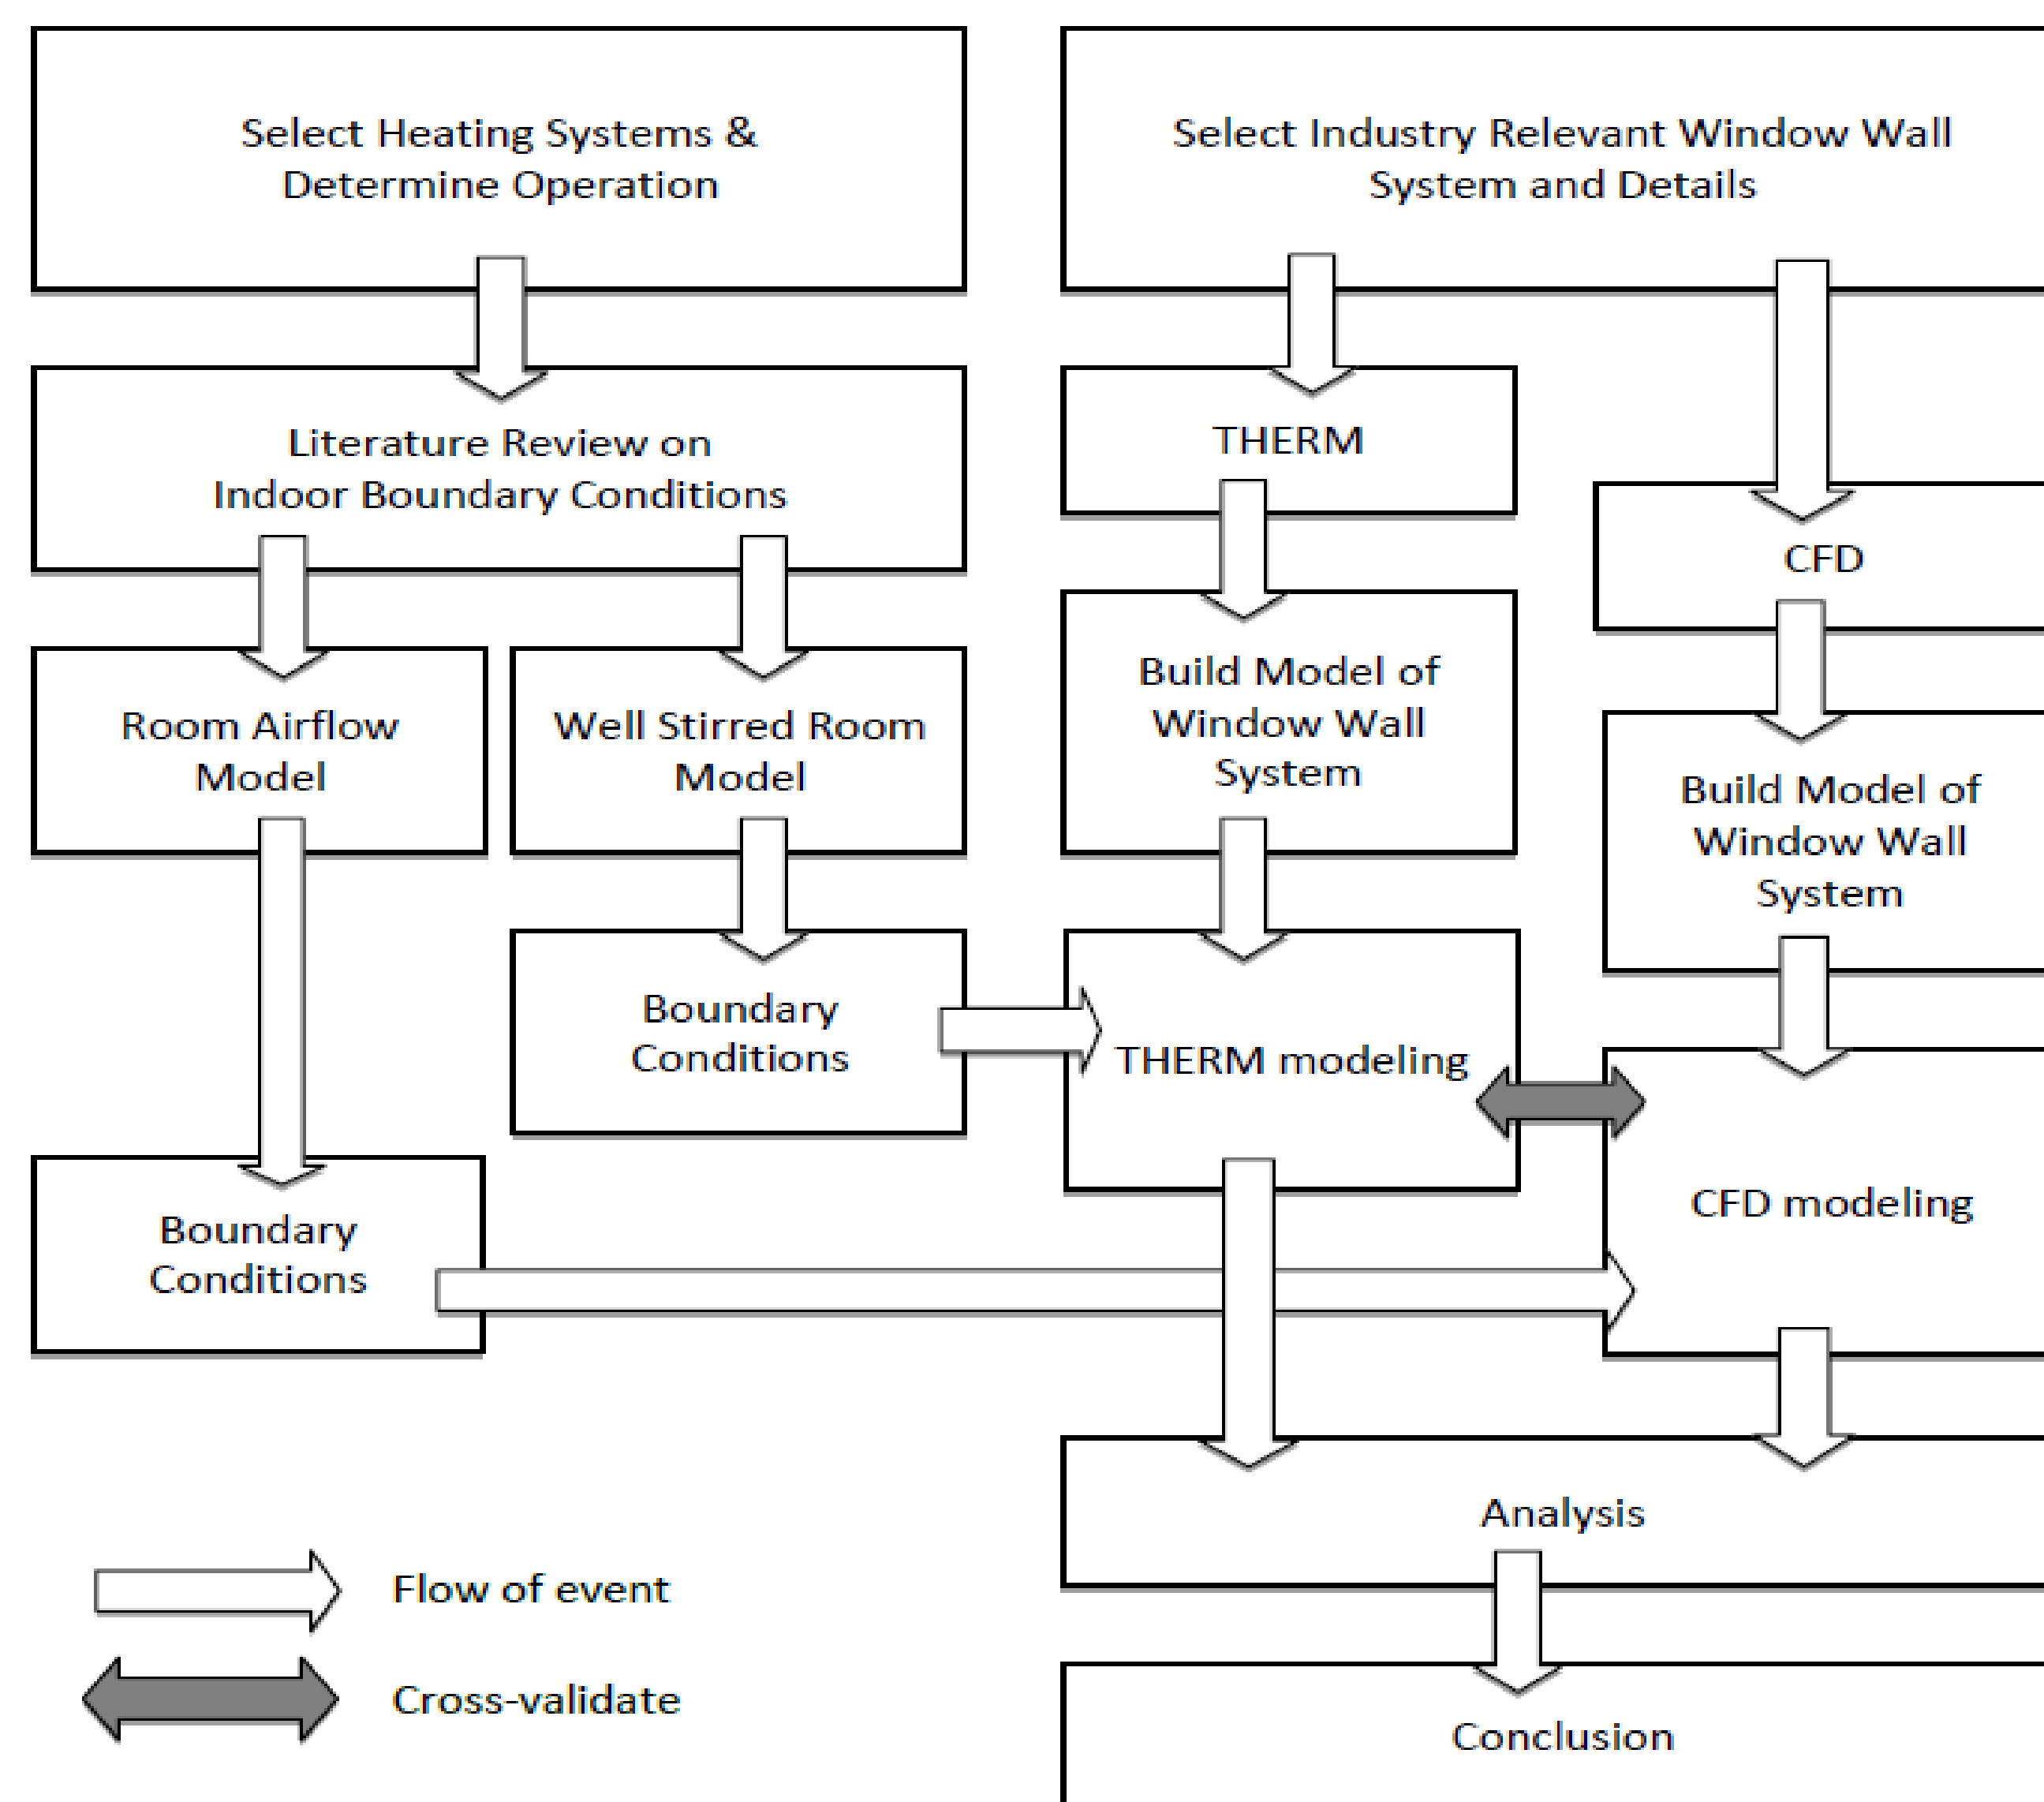 Select Heating Systems &
Determine Operation
Select Industry Relevant Window Wall
System and Details
Literature Review on
Indoor Boundary Conditions
THERM
CFD
Room Airflow
Model
Well Stirred Room
Model
Build Model of
Window Wall
System
Build Model of
Window Wall
System
Boundary
Conditions
THERM modeling
Boundary
Conditions
CFD modeling
Analysis
Flow of event
Cross-validate
Conclusion